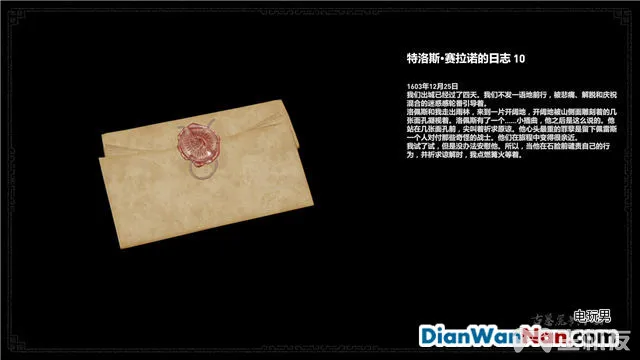 特洛斯•赛拉诺的日志 10
1603年12月25日
我们出城已经过了四天。我们不发一语地前行，被悲痛、解脱和庆祝
混合的迷惑感轮番引导着。
洛佩斯和我走出雨林，来到一片开阔地，开阔地被山侧面雕刻着的几
张面孔凝视着。洛佩斯有了一个……小插曲，他之后是这么说的。他
站在几张面孔前，尖叫着祈求原谅。他心头最重的罪孽是留下佩雷斯
一个人对付那些奇怪的战士。他们在旅程中变得很亲近。
我试了试，但是没办法安慰他。所以，当他在石脸前谴责自己的行
为，并祈求谅解时，我点燃篝火等着。
电玩男
DianWanNan.com